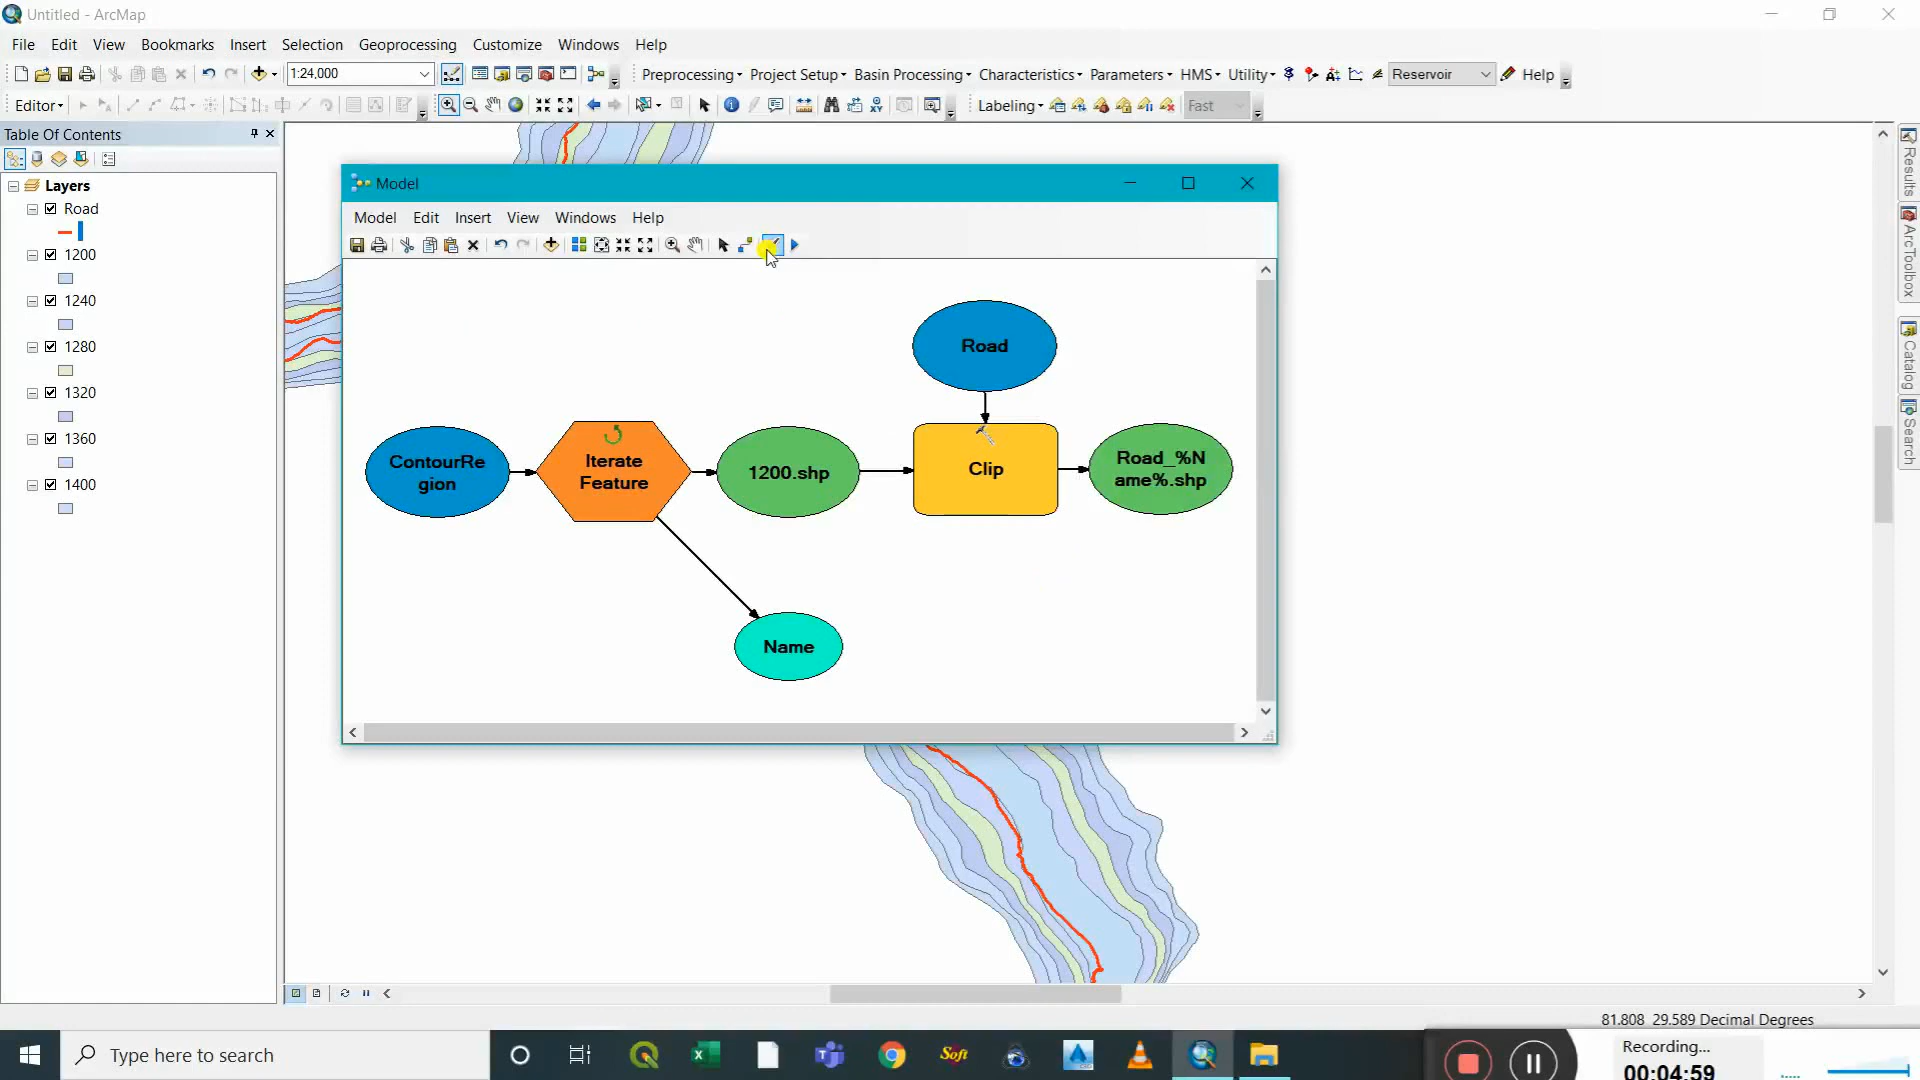 Untitled - ArcMap
File Edit View Bookmarks Insert Selection Geoprocessing Customize Windows Help
1:24,000 Preprocessing Project Setup Basin Processing Characteristics Parameters HMS Utility Reservoir Help
Editor Labeling Fast
Table Of Contents
Layers
Road
1200
1240
1280
1320
1360
1400
Model
Model Edit Insert View Windows Help
Road
ContourRe
gion
Iterate
Feature
1200.shp
Clip
Road_%N
ame%.shp
Name
Results
ArcToolbox
Catalog
Search
81.808 29.589 Decimal Degrees
Type here to search
Soft
Recording...
00:04:59